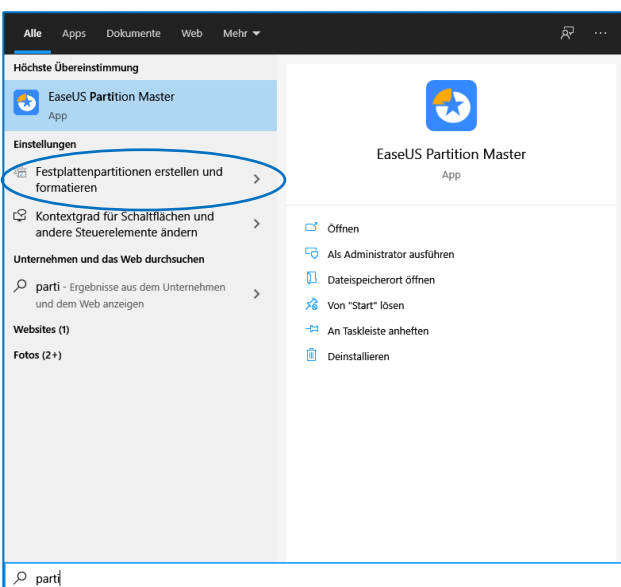 Alle Apps Dokumente Web Mehr
Höchste Übereinstimmung
EaseUS Partition Master
App
Einstellungen
Festplattenpartitionen erstellen und
formatieren
Kontextgrad für Schaltflächen und
andere Steuerelemente ändern
Unternehmen und das Web durchsuchen
parti - Ergebnisse aus dem Unternehmen
und dem Web anzeigen
Websites (1)
Fotos (2+)
EaseUS Partition Master
App
Öffnen
Als Administrator ausführen
Dateispeicherort öffnen
Von "Start" lösen
An Taskleiste anheften
Deinstallieren
parti